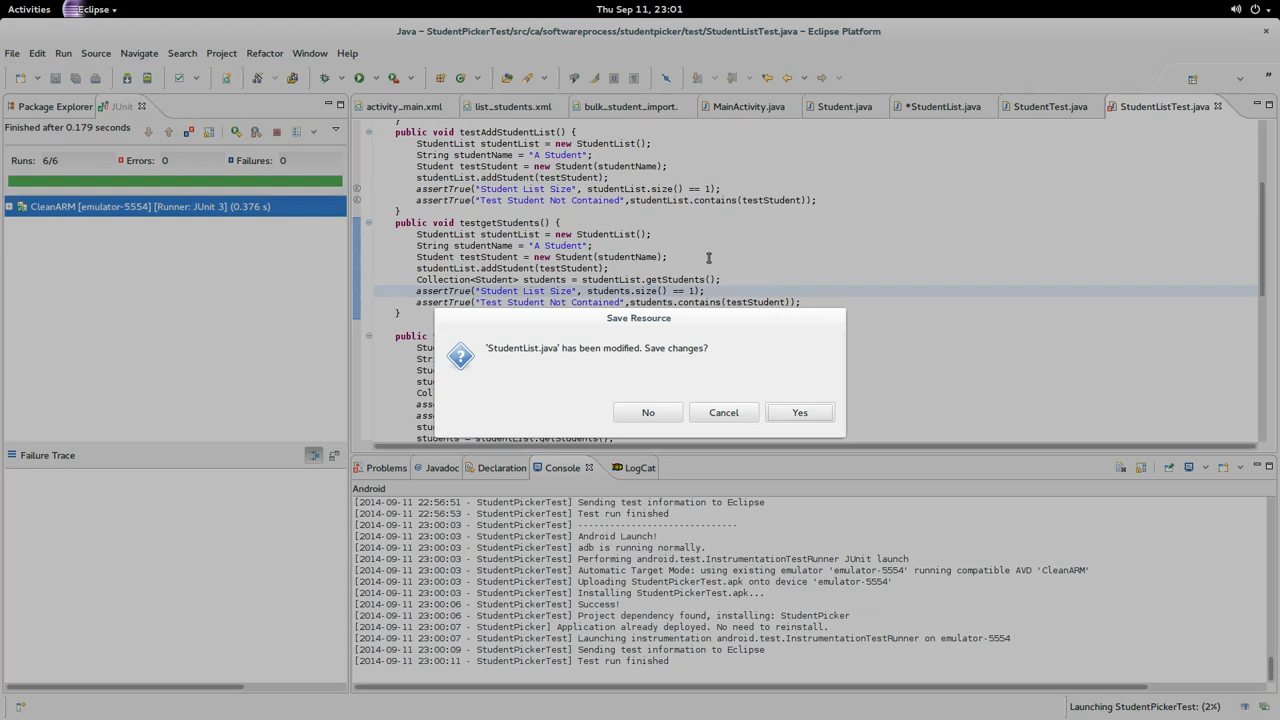 Activities Eclipse Thu Sep 11, 23:01
Java – StudentPickerTest/src/ca/softwareprocess/studentpicker/test/StudentListTest.java – Eclipse Platform
File Edit Run Source Navigate Search Project Refactor Window Help
Package Explorer JUnit activity_main.xml list_students.xml bulk_student_import. MainActivity.java Student.java *StudentList.java StudentTest.java StudentListTest.java
Finished after 0.179 seconds
Runs: 6/6 Errors: 0 Failures: 0
CleanARM [emulator-5554] [Runner: JUnit 3] (0.376 s)
Failure Trace
}
public void testAddStudentList() {
StudentList studentList = new StudentList();
String studentName = "A Student";
Student testStudent = new Student(studentName);
studentList.addStudent(testStudent);
assertTrue("Student List Size", studentList.size() == 1);
assertTrue("Test Student Not Contained",studentList.contains(testStudent));
}
public void testgetStudents() {
StudentList studentList = new StudentList();
String studentName = "A Student";
Student testStudent = new Student(studentName);
studentList.addStudent(testStudent);
Collection<Student> students = studentList.getStudents();
assertTrue("Student List Size", students.size() == 1);
assertTrue("Test Student Not Contained",students.contains(testStudent));
}
public v
Stu
Stri
Stud
stud
Coll
asse
asse
stud
students = studentList.getStudents();
Save Resource
'StudentList.java' has been modified. Save changes?
No Cancel Yes
Problems Javadoc Declaration Console LogCat
Android
[2014-09-11 22:56:51 - StudentPickerTest] Sending test information to Eclipse
[2014-09-11 22:56:53 - StudentPickerTest] Test run finished
[2014-09-11 23:00:03 - StudentPickerTest] ------------------------------
[2014-09-11 23:00:03 - StudentPickerTest] Android Launch!
[2014-09-11 23:00:03 - StudentPickerTest] adb is running normally.
[2014-09-11 23:00:03 - StudentPickerTest] Performing android.test.InstrumentationTestRunner JUnit launch
[2014-09-11 23:00:03 - StudentPickerTest] Automatic Target Mode: using existing emulator 'emulator-5554' running compatible AVD 'CleanARM'
[2014-09-11 23:00:03 - StudentPickerTest] Uploading StudentPickerTest.apk onto device 'emulator-5554'
[2014-09-11 23:00:03 - StudentPickerTest] Installing StudentPickerTest.apk...
[2014-09-11 23:00:06 - StudentPickerTest] Success!
[2014-09-11 23:00:06 - StudentPickerTest] Project dependency found, installing: StudentPicker
[2014-09-11 23:00:07 - StudentPicker] Application already deployed. No need to reinstall.
[2014-09-11 23:00:07 - StudentPickerTest] Launching instrumentation android.test.InstrumentationTestRunner on emulator-5554
[2014-09-11 23:00:09 - StudentPickerTest] Sending test information to Eclipse
[2014-09-11 23:00:11 - StudentPickerTest] Test run finished
Launching StudentPickerTest: (2%)